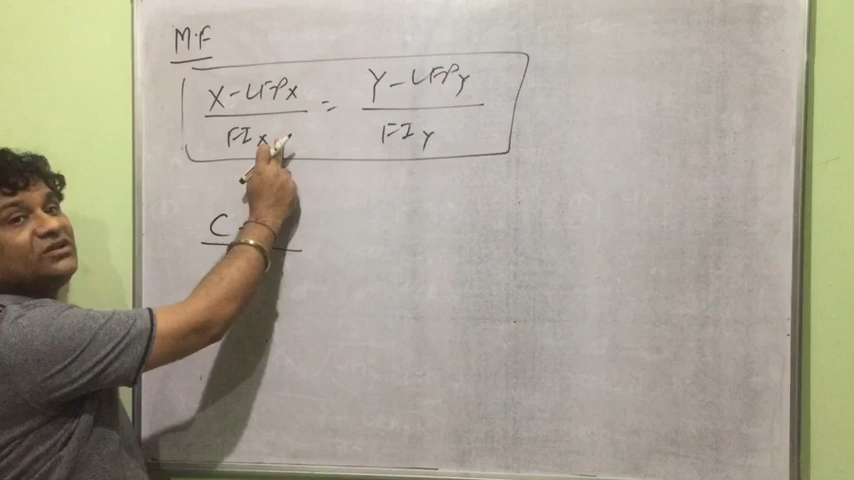 M.F
X - LFPx = Y - LFPy
FIx FIy
C -